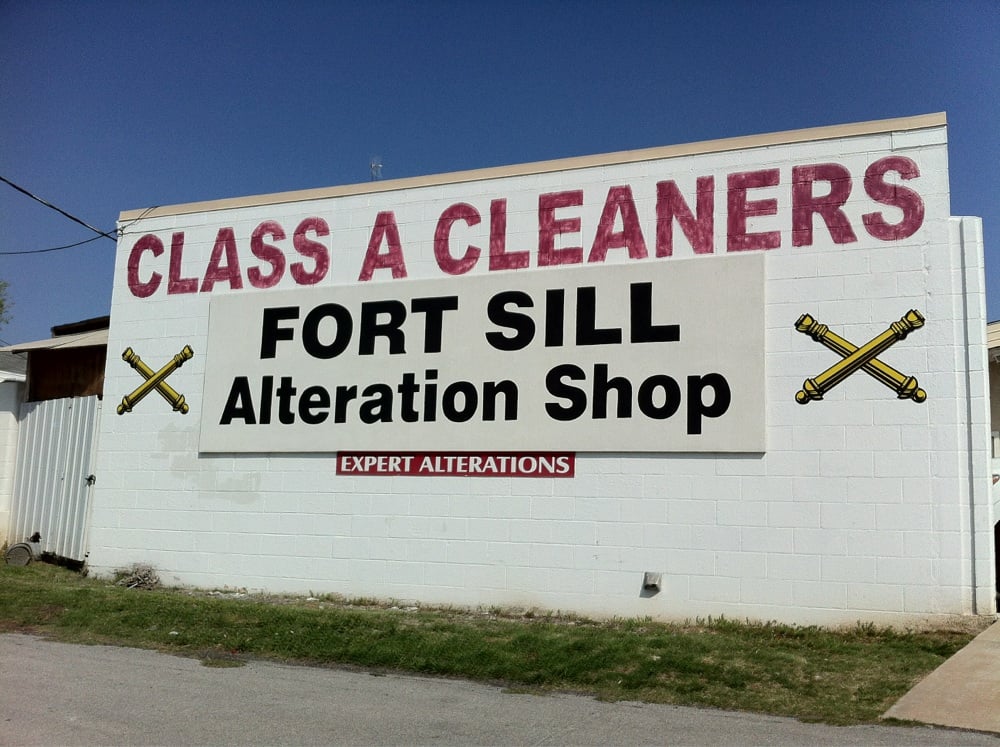 CLASS A CLEANERS
FORT SILL
Alteration Shop
EXPERT ALTERATIONS